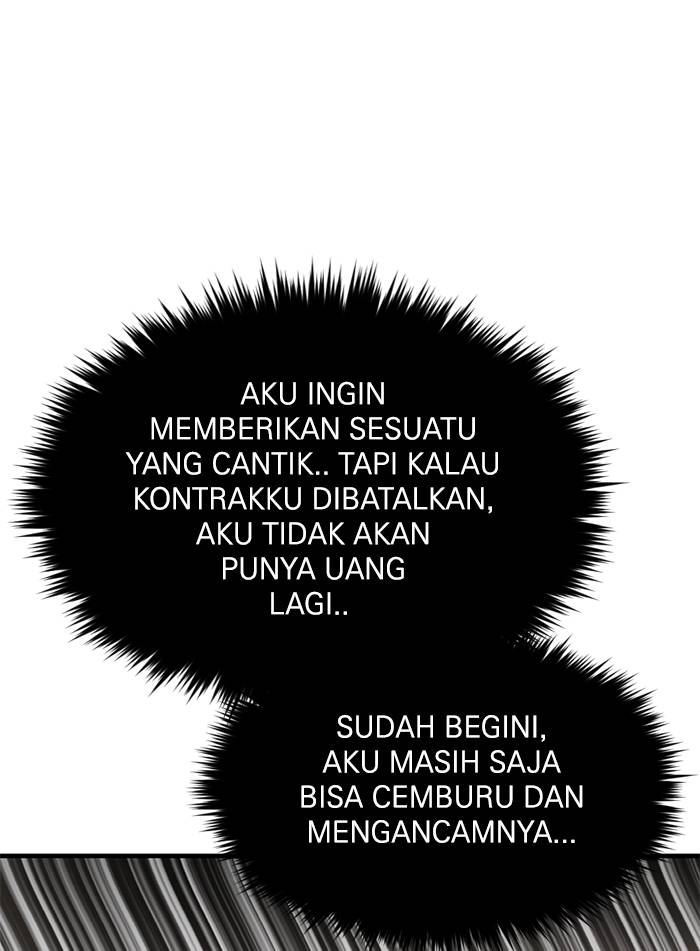 AKU INGIN
MEMBERIKAN SESUATU
YANG CANTIK.. TAPI KALAU
KONTRAKKU DIBATALKAN,
AKU TIDAK AKAN
PUNYA UANG
LAGI..
SUDAH BEGINI,
AKU MASIH SAJA
BISA CEMBURU DAN
MENGANCAMNYA...